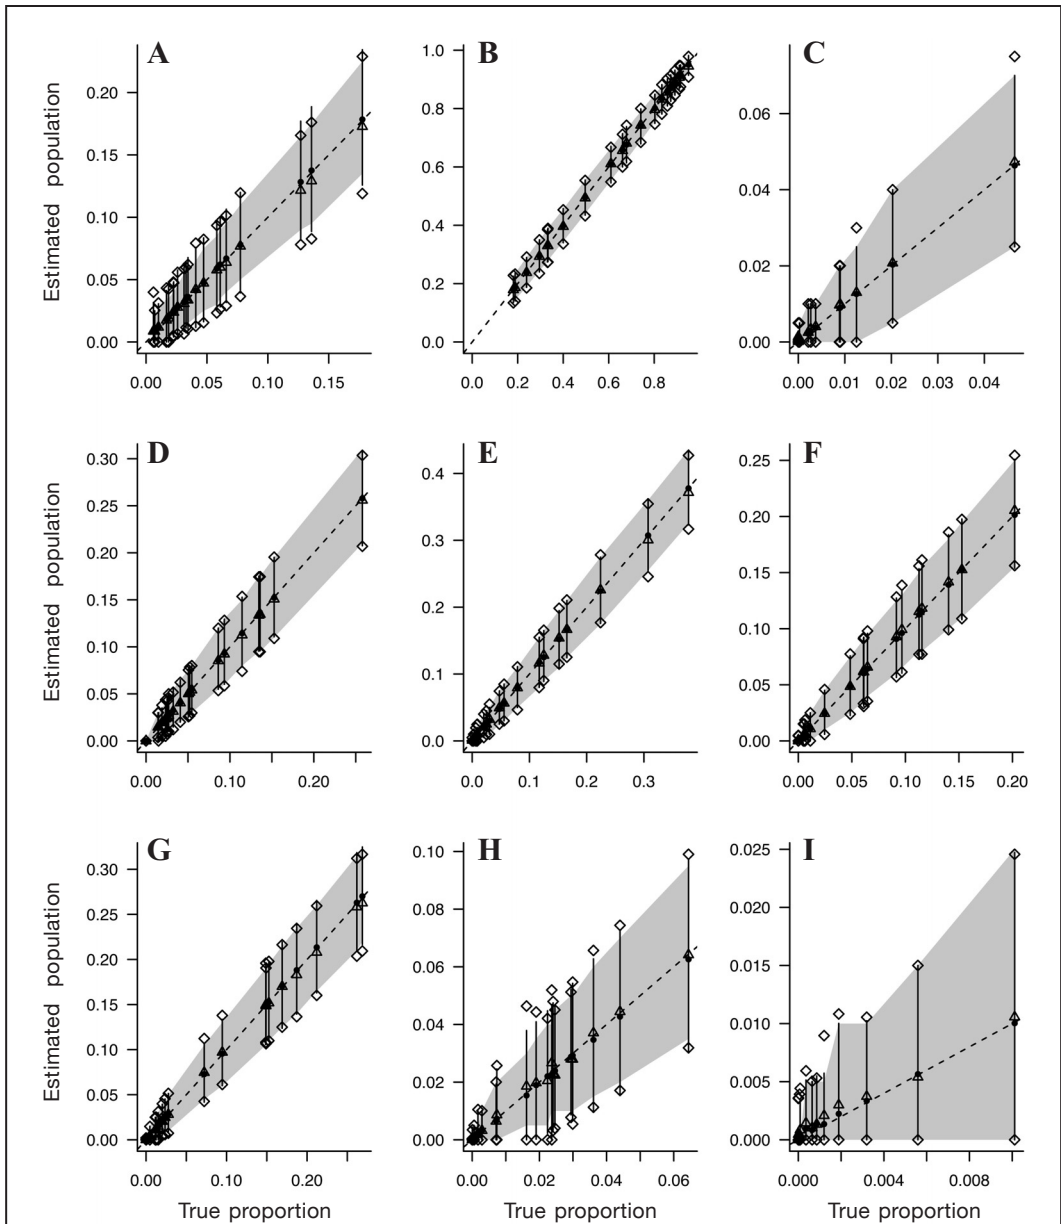 A
B
C
Estimated population
0.20
0.15
0.10
0.05
0.00
0.00 0.05 0.10 0.15
1.0
0.8
0.6
0.4
0.2
0.0
0.0 0.2 0.4 0.6 0.8
0.06
0.04
0.02
0.00
0.00 0.01 0.02 0.03 0.04
D
E
F
Estimated population
0.30
0.25
0.20
0.15
0.10
0.05
0.00
0.00 0.10 0.20
0.4
0.3
0.2
0.1
0.0
0.0 0.1 0.2 0.3
0.25
0.20
0.15
0.10
0.05
0.00
0.00 0.05 0.10 0.15 0.20
G
H
I
Estimated population
0.30
0.25
0.20
0.15
0.10
0.05
0.00
0.00 0.10 0.20
0.10
0.08
0.06
0.04
0.02
0.00
0.00 0.02 0.04 0.06
0.025
0.020
0.015
0.010
0.005
0.000
0.000 0.004 0.008
True proportion
True proportion
True proportion